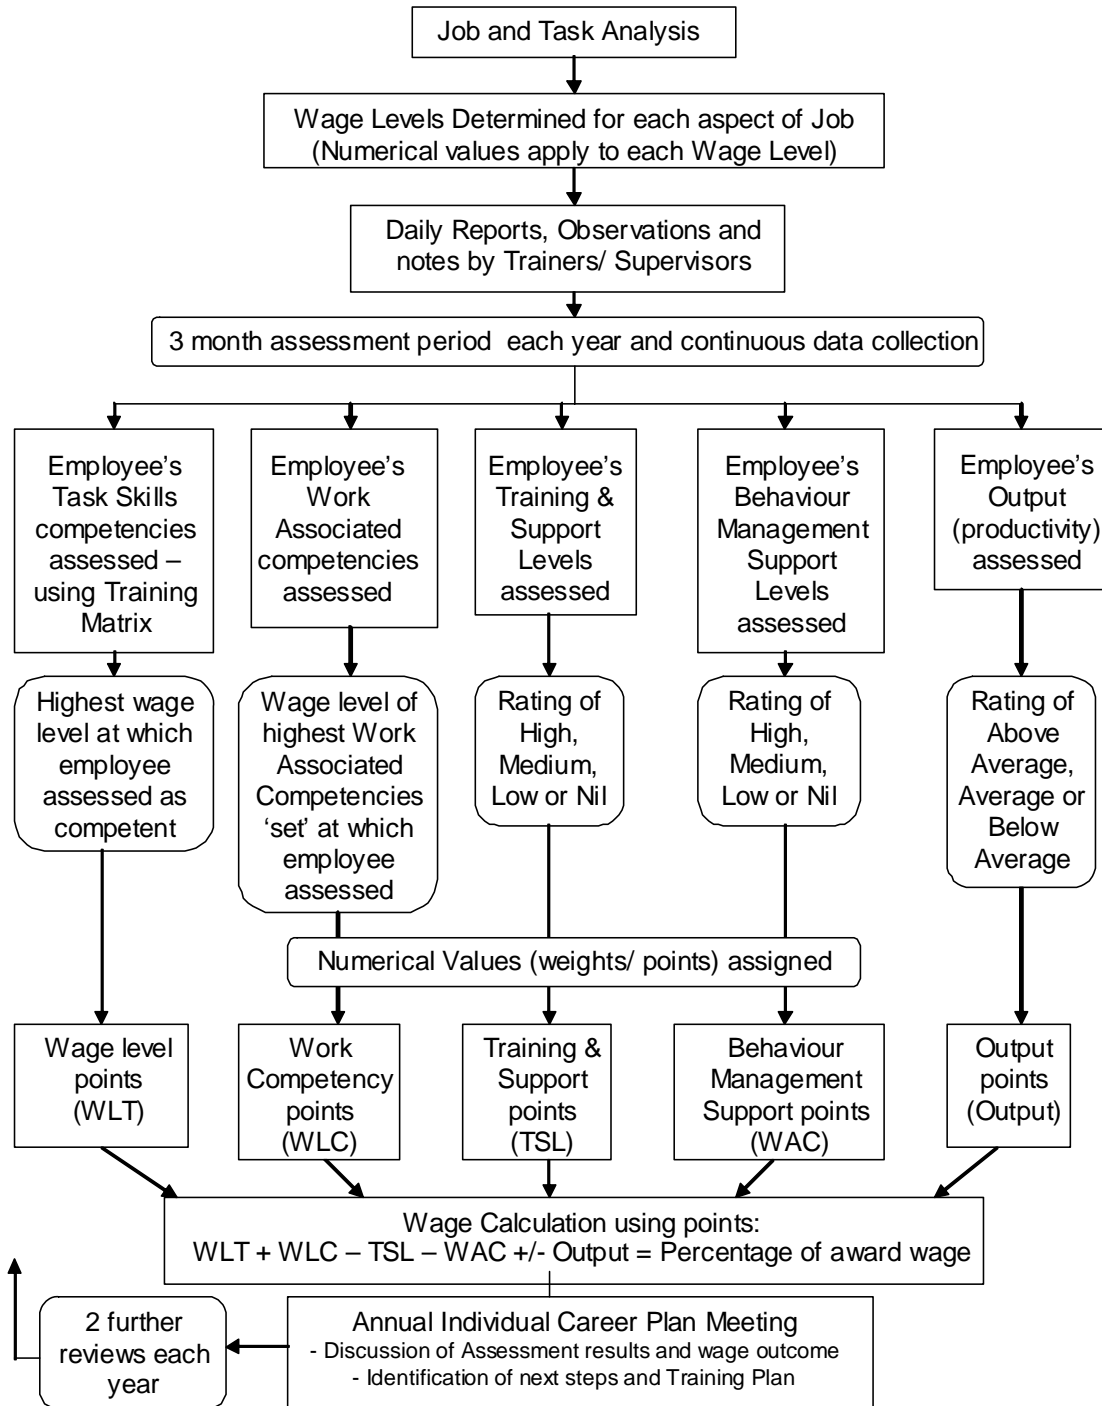 Job and Task Analysis
Wage Levels Determined for each aspect of Job
(Numerical values apply to each Wage Level)
Daily Reports, Observations and
notes by Trainers/ Supervisors
3 month assessment period  each year and continuous data collection
Employee’s
Task Skills
competencies
assessed –
using Training
Matrix
Employee’s
Work
Associated
competencies
assessed
Employee’s
Training &
Support
Levels
assessed
Employee’s
Behaviour
Management
Support
Levels
assessed
Employee’s
Output
(productivity)
assessed
Highest wage
level at which
employee
assessed as
competent
Wage level of
highest Work
Associated
Competencies
‘set’ at which
employee
assessed
Rating of
High,
Medium,
Low or Nil
Rating of
High,
Medium,
Low or Nil
Rating of
Above
Average,
Average or
Below
Average
Numerical Values (weights/ points) assigned
Wage level
points
(WLT)
Work
Competency
points
(WLC)
Training &
Support
points
(TSL)
Behaviour
Management
Support points
(WAC)
Output
points
(Output)
Wage Calculation using points:
WLT + WLC – TSL – WAC +/- Output = Percentage of award wage
Annual Individual Career Plan Meeting
- Discussion of Assessment results and wage outcome
- Identification of next steps and Training Plan
2 further
reviews each
year